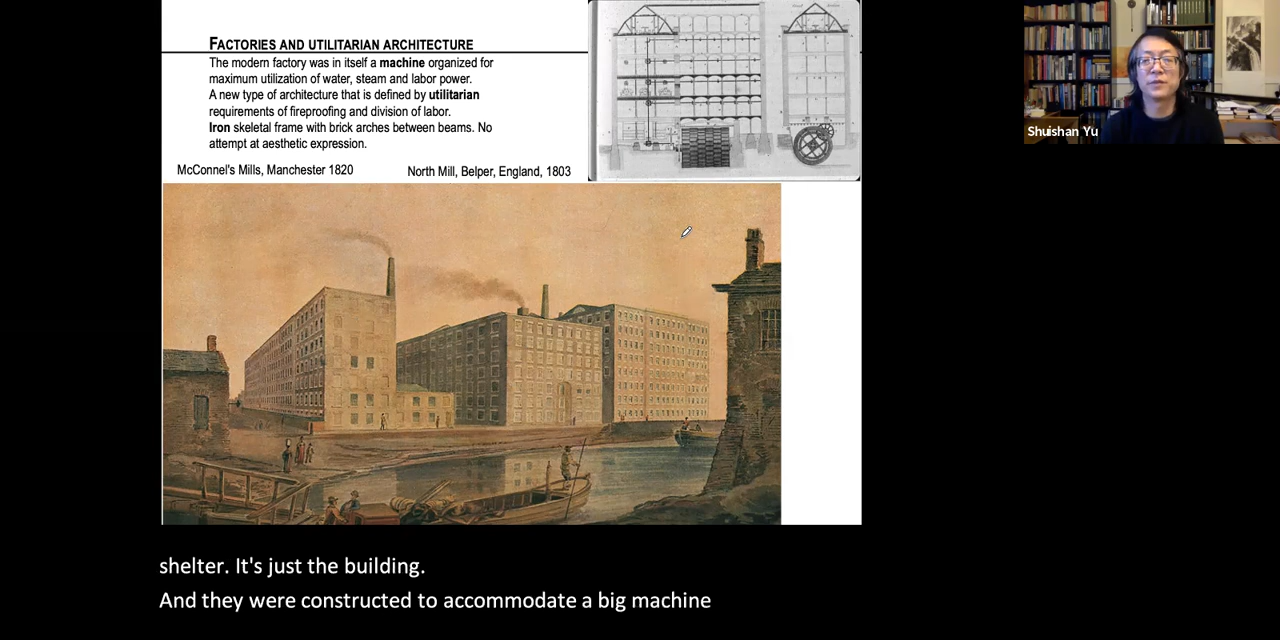 FACTORIES AND UTILITARIAN ARCHITECTURE
The modern factory was in itself a machine organized for
maximum utilization of water, steam and labor power.
A new type of architecture that is defined by utilitarian
requirements of fireproofing and division of labor.
Iron skeletal frame with brick arches between beams. No
attempt at aesthetic expression.
McConnel's Mills, Manchester 1820
North Mill, Belper, England, 1803
Shuishan Yu
shelter. It's just the building.
And they were constructed to accommodate a big machine